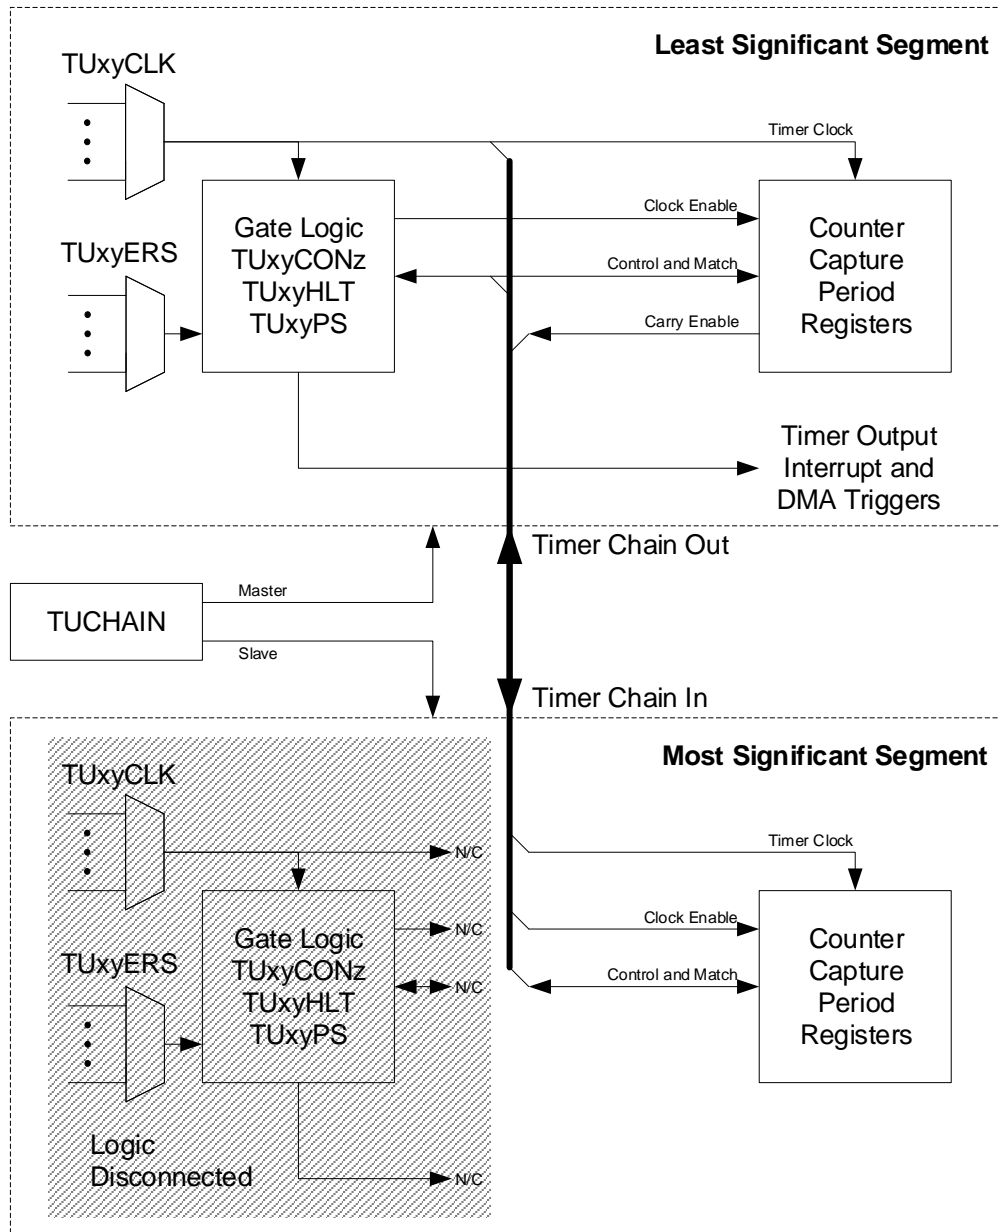 Least Significant Segment
TUxyCLK
Timer Clock
Clock Enable
Gate Logic
TUxyCONz
TUxyHLT
TUxyPS
Counter
Capture
Period
Registers
TUxyERS
Control and Match
Carry Enable
Timer Output
Interrupt and
DMA Triggers
Timer Chain Out
TUCHAIN
Master
Slave
Timer Chain In
Most Significant Segment
TUxyCLK
Timer Clock
N/C
Clock Enable
N/C
Gate Logic
TUxyCONz
TUxyHLT
TUxyPS
Counter
Capture
Period
Registers
TUxyERS
N/C
Control and Match
Logic
Disconnected
N/C